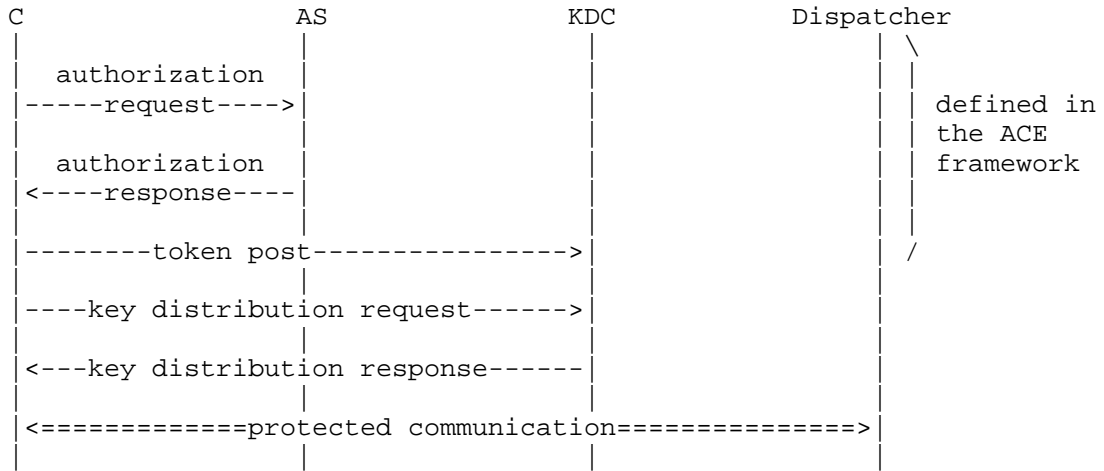 C AS KDC Dispatcher
authorization
request defined in
the ACE
authorization framework
response
token post
key distribution request
key distribution response
protected communication